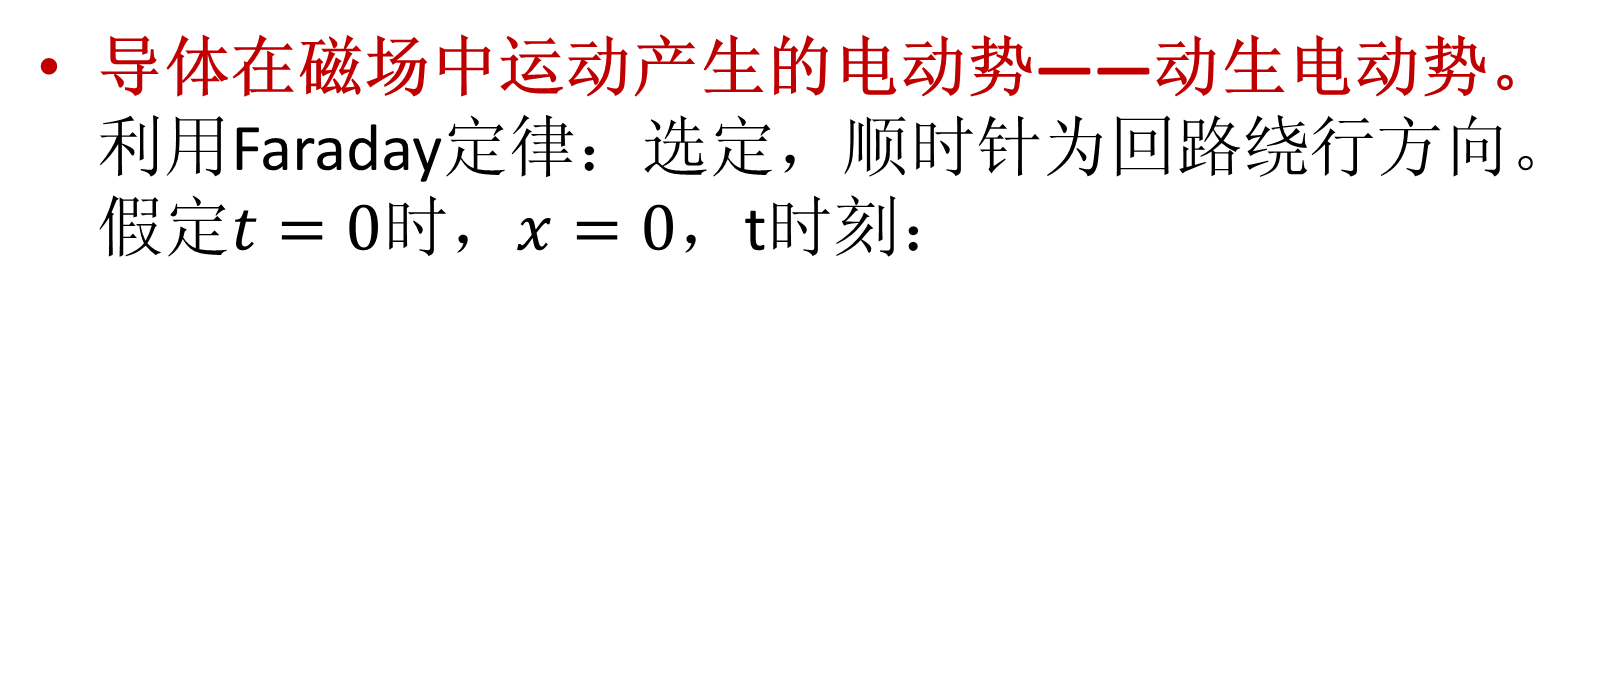 • 导体在磁场中运动产生的电动势——动生电动势。
利用Faraday定律：选定，顺时针为回路绕行方向。
假定t = 0时，x = 0，t时刻：